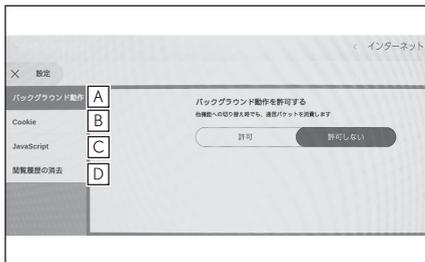 < インターネット
× 設定
バックグラウンド動作 A
Cookie B
JavaScript C
閲覧履歴の消去 D
バックグラウンド動作を許可する
他機能への切り替え時でも、通信パケットを消費します
許可 許可しない